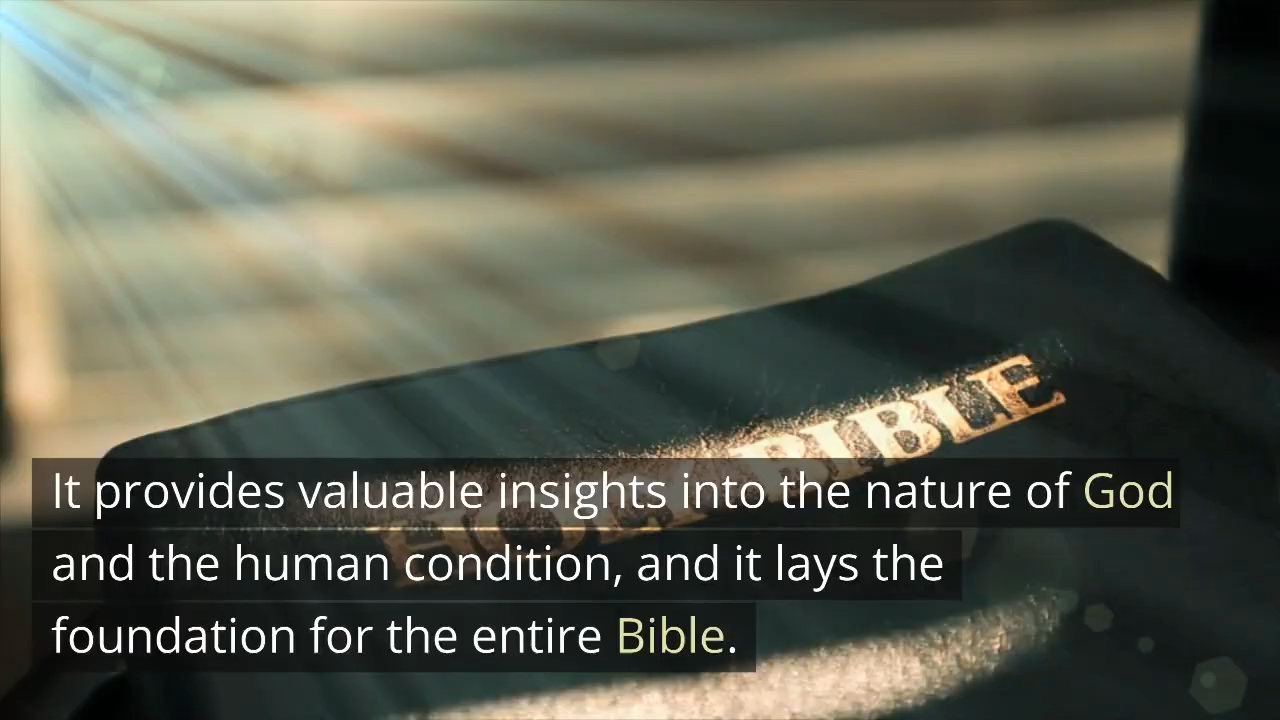 HOLY BIBLE
It provides valuable insights into the nature of God
and the human condition, and it lays the
foundation for the entire Bible.